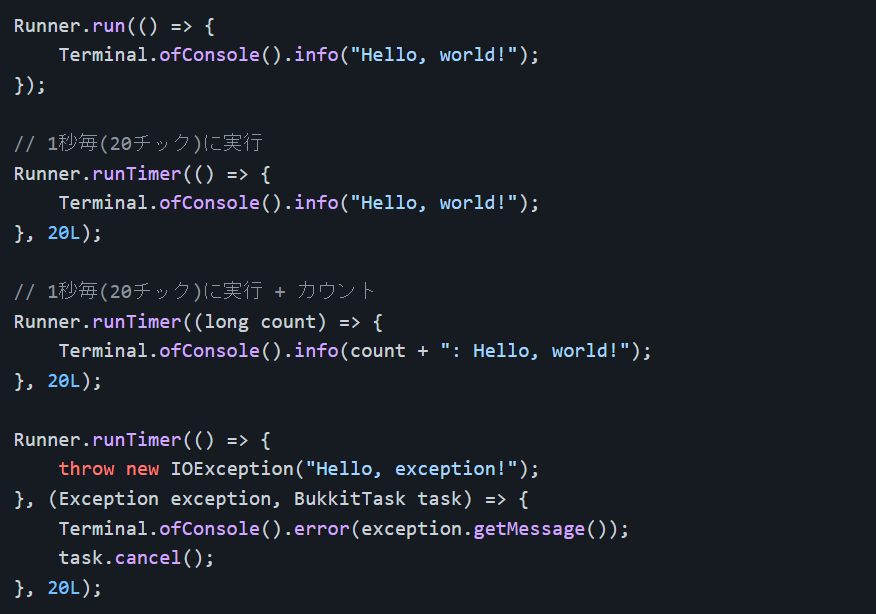 Runner.run(() => {
    Terminal.ofConsole().info("Hello, world!");
});

// 1秒毎(20チック)に実行
Runner.runTimer(() => {
    Terminal.ofConsole().info("Hello, world!");
}, 20L);

// 1秒毎(20チック)に実行 + カウント
Runner.runTimer((long count) => {
    Terminal.ofConsole().info(count + ": Hello, world!");
}, 20L);

Runner.runTimer(() => {
    throw new IOException("Hello, exception!");
}, (Exception exception, BukkitTask task) => {
    Terminal.ofConsole().error(exception.getMessage());
    task.cancel();
}, 20L);